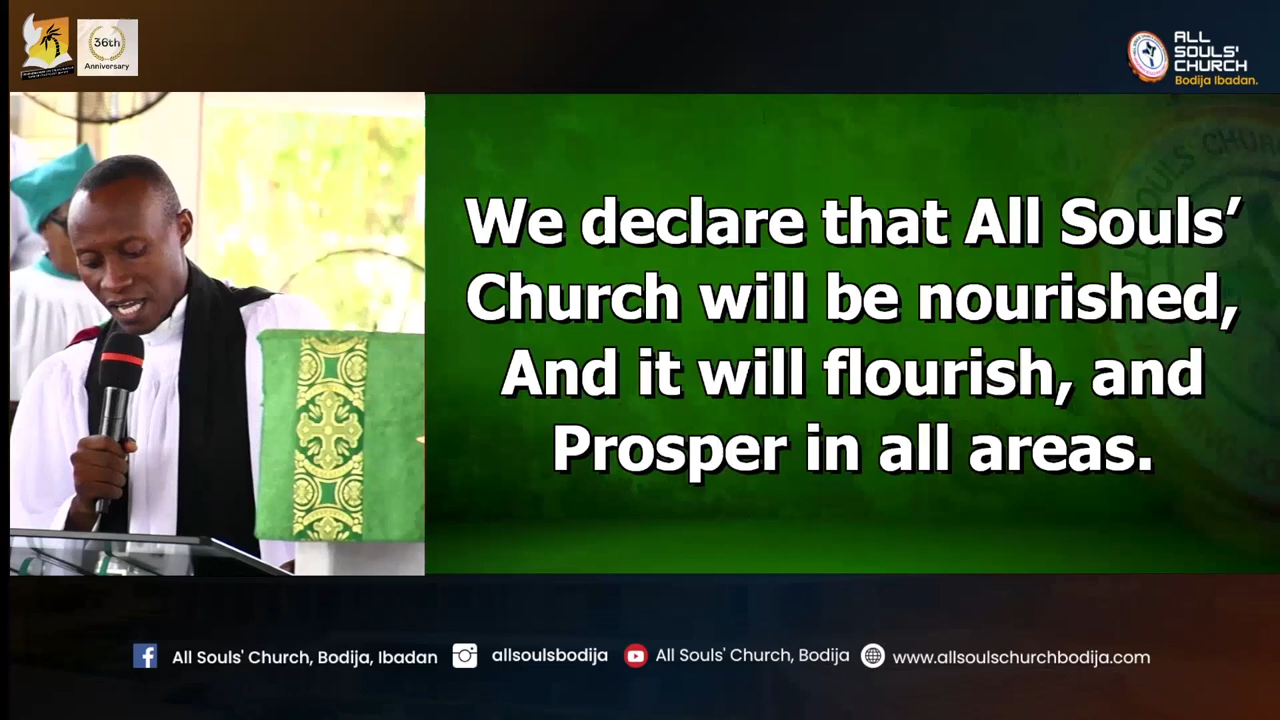 36th
Anniversary
ALL
SOULS'
CHURCH
Bodija Ibadan.
We declare that All Souls’
Church will be nourished,
And it will flourish, and
Prosper in all areas.
All Souls' Church, Bodija, Ibadan
allsoulsbodija
All Souls' Church, Bodija
www.allsoulschurchbodija.com